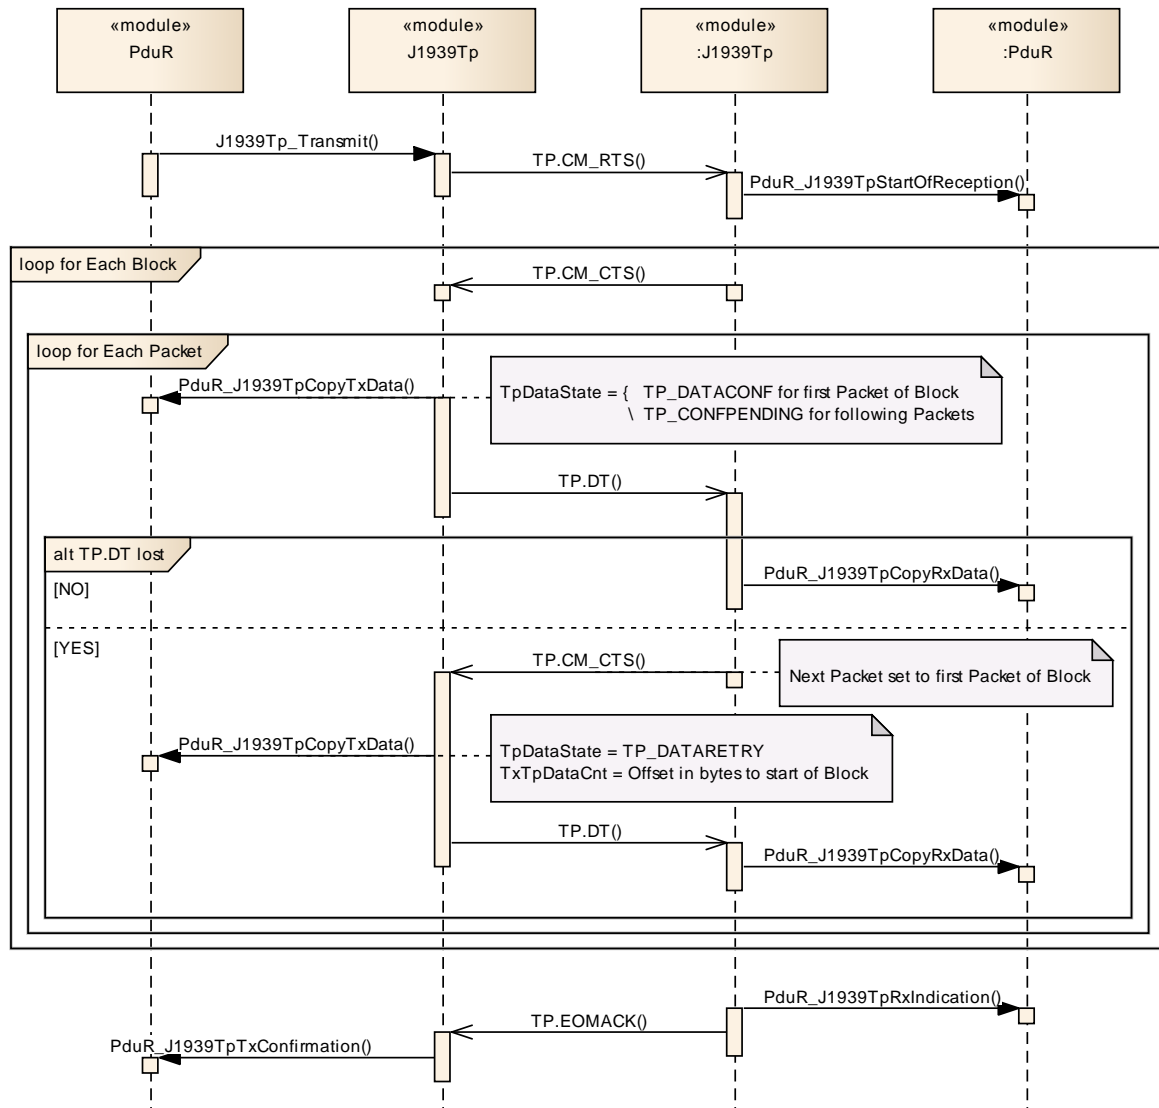 «module»
PduR
«module»
J1939Tp
«module»
:J1939Tp
«module»
:PduR
J1939Tp_Transmit()
TP.CM_RTS()
PduR_J1939TpStartOfReception()
loop for Each Block
TP.CM_CTS()
loop for Each Packet
PduR_J1939TpCopyTxData()
TpDataState = { TP_DATACONF for first Packet of Block
\ TP_CONFPENDING for following Packets
TP.DT()
alt TP.DT lost
[NO]
PduR_J1939TpCopyRxData()
[YES]
TP.CM_CTS()
Next Packet set to first Packet of Block
PduR_J1939TpCopyTxData()
TpDataState = TP_DATARETRY
TxTpDataCnt = Offset in bytes to start of Block
TP.DT()
PduR_J1939TpCopyRxData()
PduR_J1939TpRxIndication()
TP.EOMACK()
PduR_J1939TpTxConfirmation()